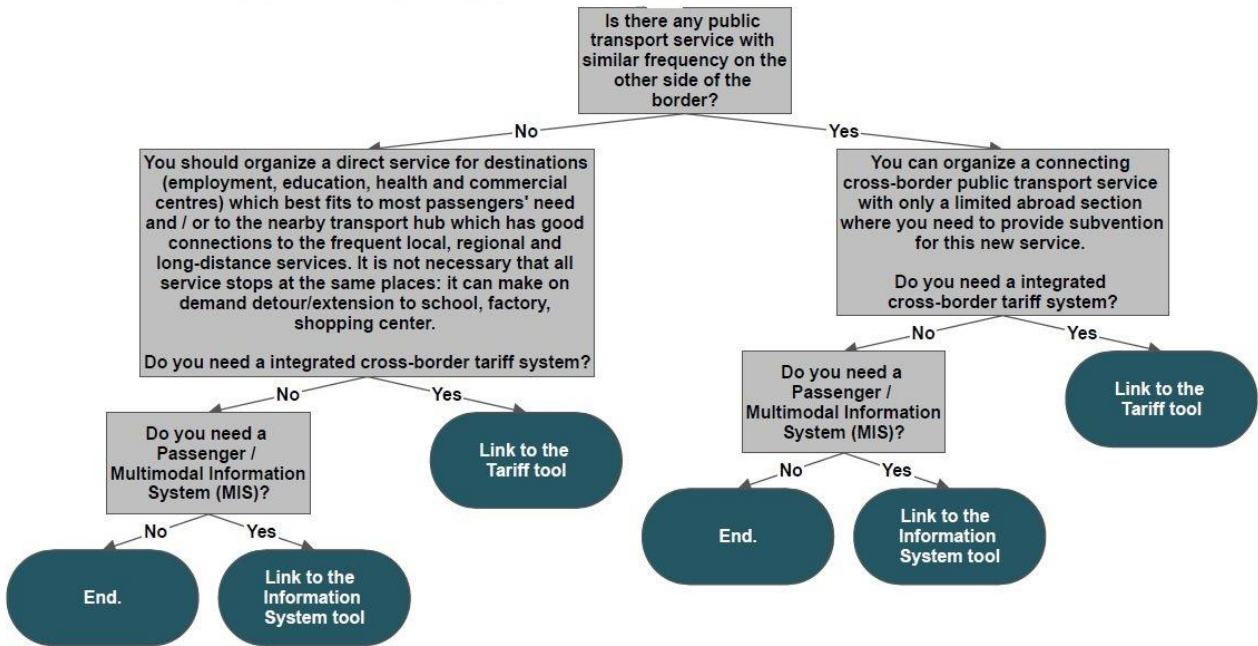 Is there any public
transport service with
similar frequency on the
other side of the
border?
No
Yes
You should organize a direct service for destinations
(employment, education, health and commercial
centres) which best fits to most passengers' need
and / or to the nearby transport hub which has good
connections to the frequent local, regional and
long-distance services. It is not necessary that all
service stops at the same places: it can make on
demand detour/extension to school, factory,
shopping center.
Do you need a integrated cross-border tariff system?
You can organize a connecting
cross-border public transport service
with only a limited abroad section
where you need to provide subvention
for this new service.
Do you need a integrated
cross-border tariff system?
No
Yes
No
Yes
Do you need a
Passenger /
Multimodal Information
System (MIS)?
Link to the
Tariff tool
Do you need a
Passenger /
Multimodal Information
System (MIS)?
Link to the
Tariff tool
No
Yes
No
Yes
End.
Link to the
Information
System tool
End.
Link to the
Information
System tool